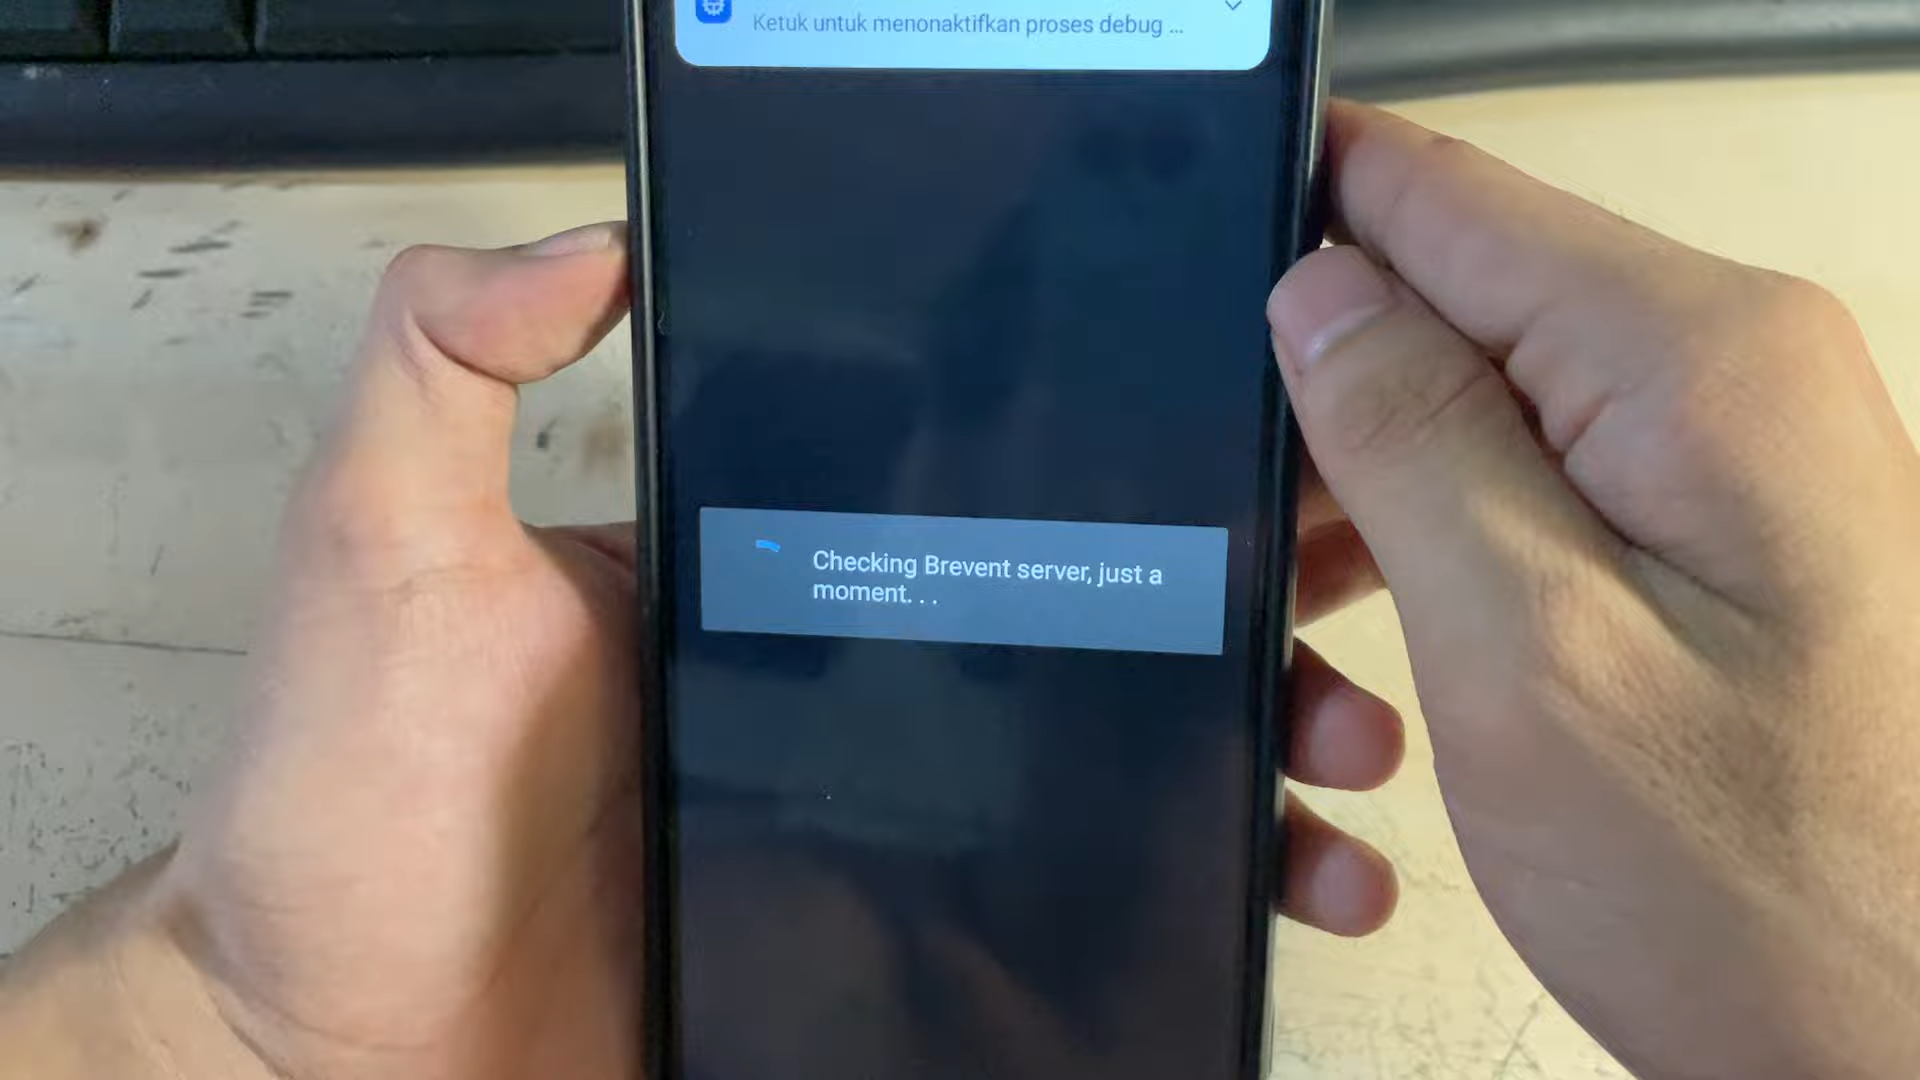 Ketuk untuk menonaktifkan proses debug ...
Checking Brevent server, just a
moment. . .